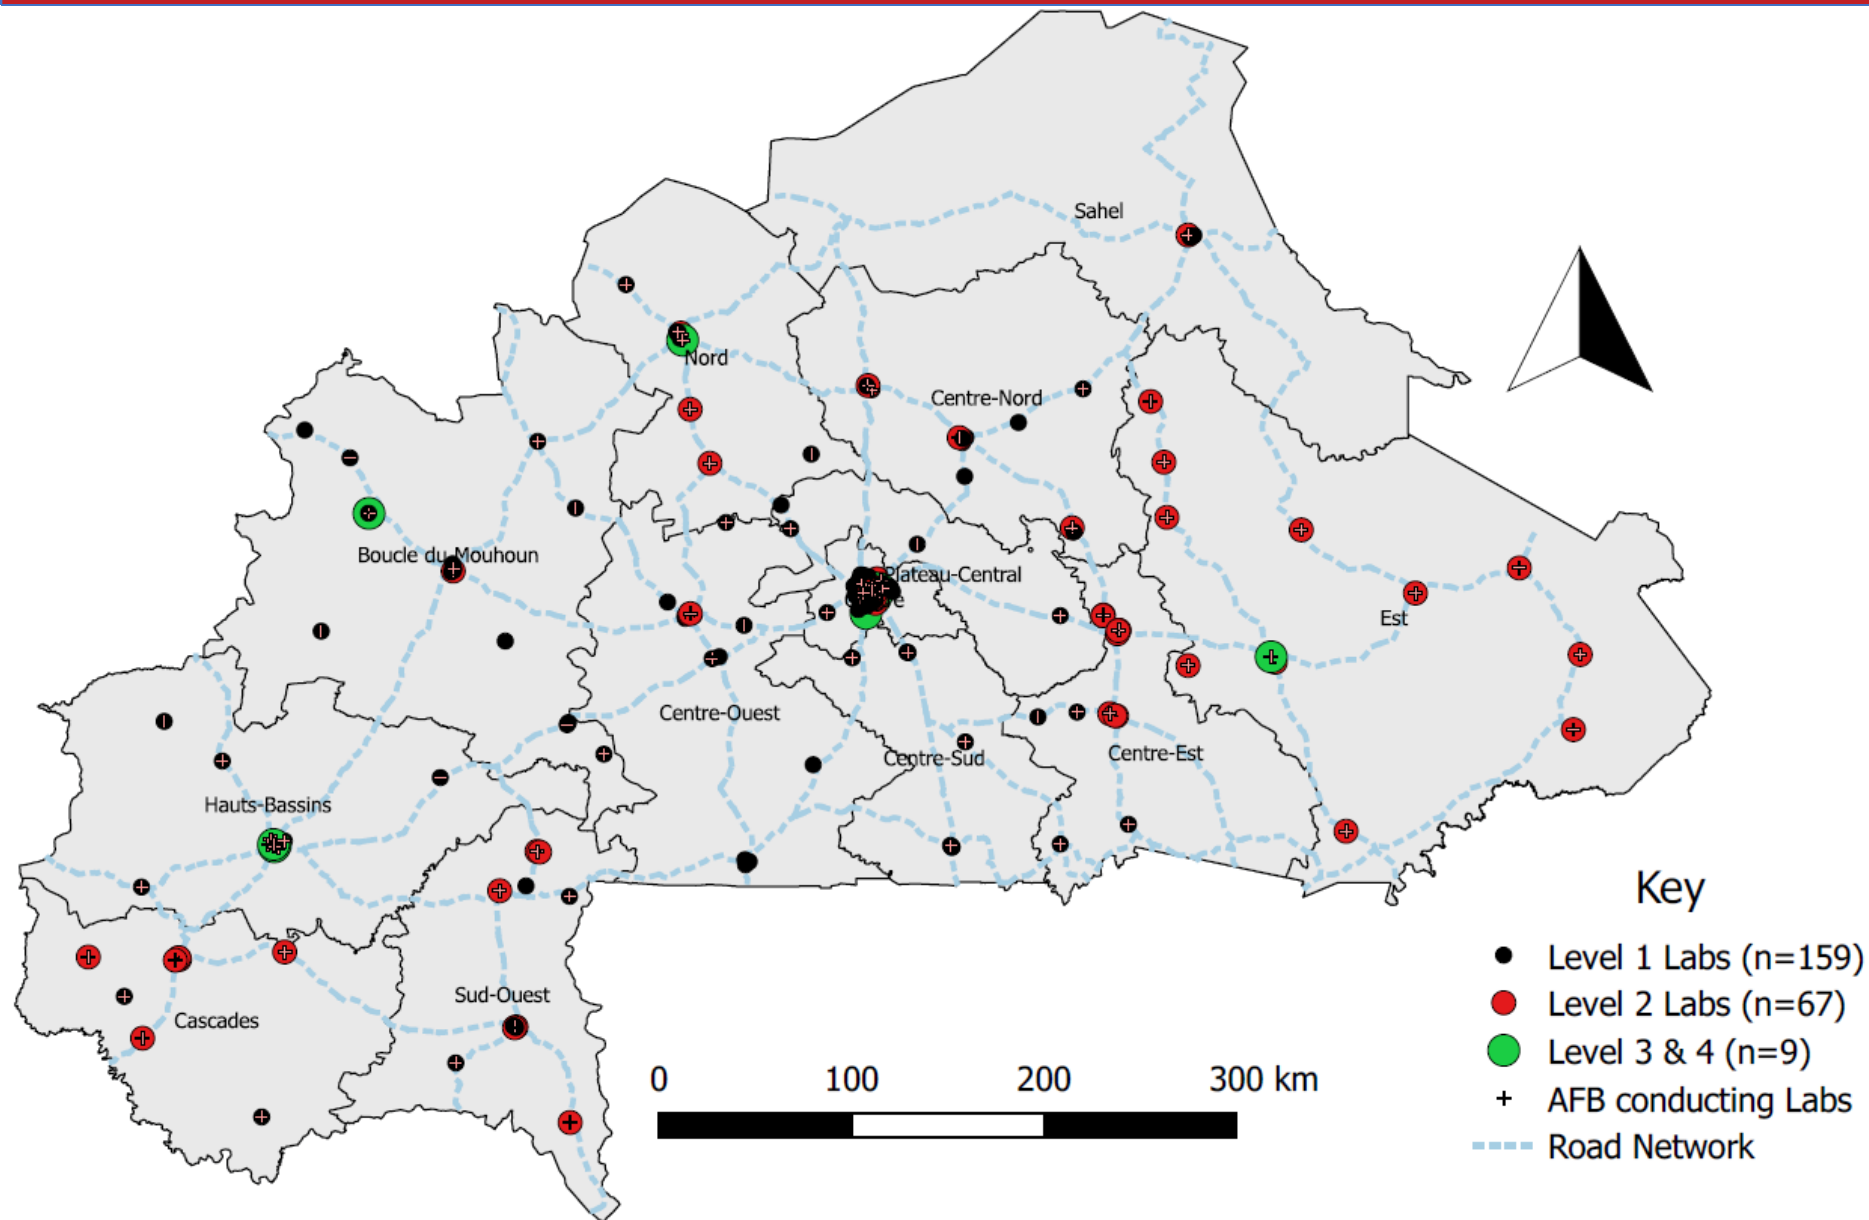 Sahel
Nord
Centre-Nord
Boucle du Mouhoun
Plateau-Central
Est
Centre-Ouest
Centre-Sud
Centre-Est
Hauts-Bassins
Sud-Ouest
Cascades
0 100 200 300 km
Key
Level 1 Labs (n=159)
Level 2 Labs (n=67)
Level 3 & 4 (n=9)
AFB conducting Labs
Road Network